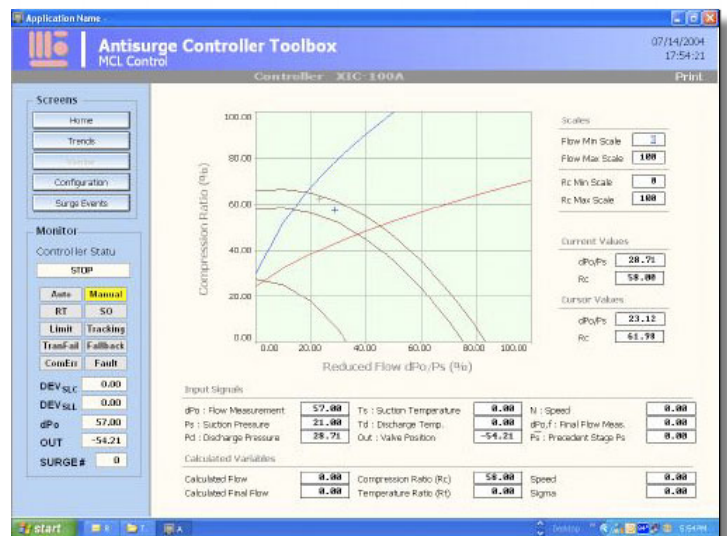 Application Name -
Antisurge Controller Toolbox
MCL Control
07/14/2004
17:54:21
Controller XIC-100A
Print
Screens
Home
Trends
Configuration
Surge Events
Monitor
Controller Statu
STOP
Auto Manual
RT SO
Limit Tracking
TranFail Fallback
ComErr Fault
DEV SLC 0.00
DEV SLL 0.00
dPo 57.00
OUT -54.21
SURGE# 0
Compression Ratio (%)
100.00
80.00
60.00
40.00
20.00
0.00
0.00 20.00 40.00 60.00 80.00 100.00
Reduced Flow dPo/Ps (%)
Scales
Flow Min Scale
Flow Max Scale 100
Rc Min Scale 0
Rc Max Scale 100
Current Values
dPo/Ps 28.71
Rc 58.00
Cursor Values
dPo/Ps 23.12
Rc 61.98
Input Signals
dPo : Flow Measurement 57.00 Ts : Suction Temperature 0.00 N : Speed 0.00
Ps : Suction Pressure 21.00 Td : Discharge Temp. 0.00 dPo,f : Final Flow Meas. 0.00
Pd : Discharge Pressure 28.71 Out : Valve Position -54.21 Ps : Precedent Stage Ps 0.00
Calculated Variables
Calculated Flow 0.00 Compression Ratio (Rc) 58.00 Speed 0.00
Calculated Final Flow 0.00 Temperature Ratio (Rt) 0.00 Sigma 0.00
start
Desktop
5:54 PM